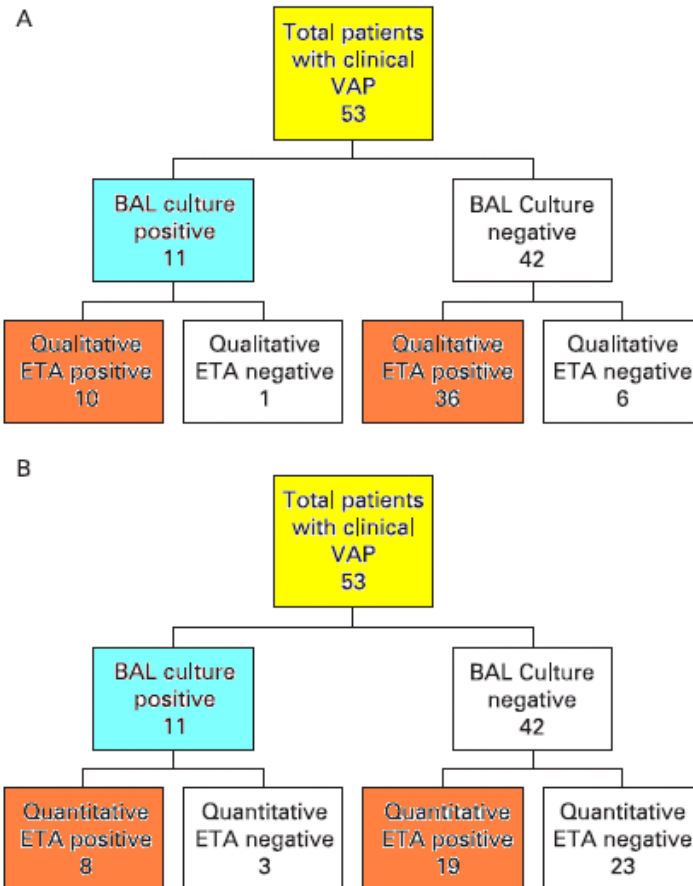 A
Total patients
with clinical
VAP
53
BAL culture
positive
11
BAL Culture
negative
42
Qualitative
ETA positive
10
Qualitative
ETA negative
1
Qualitative
ETA positive
36
Qualitative
ETA negative
6
B
Total patients
with clinical
VAP
53
BAL culture
positive
11
BAL Culture
negative
42
Quantitative
ETA positive
8
Quantitative
ETA negative
3
Quantitative
ETA positive
19
Quantitative
ETA negative
23